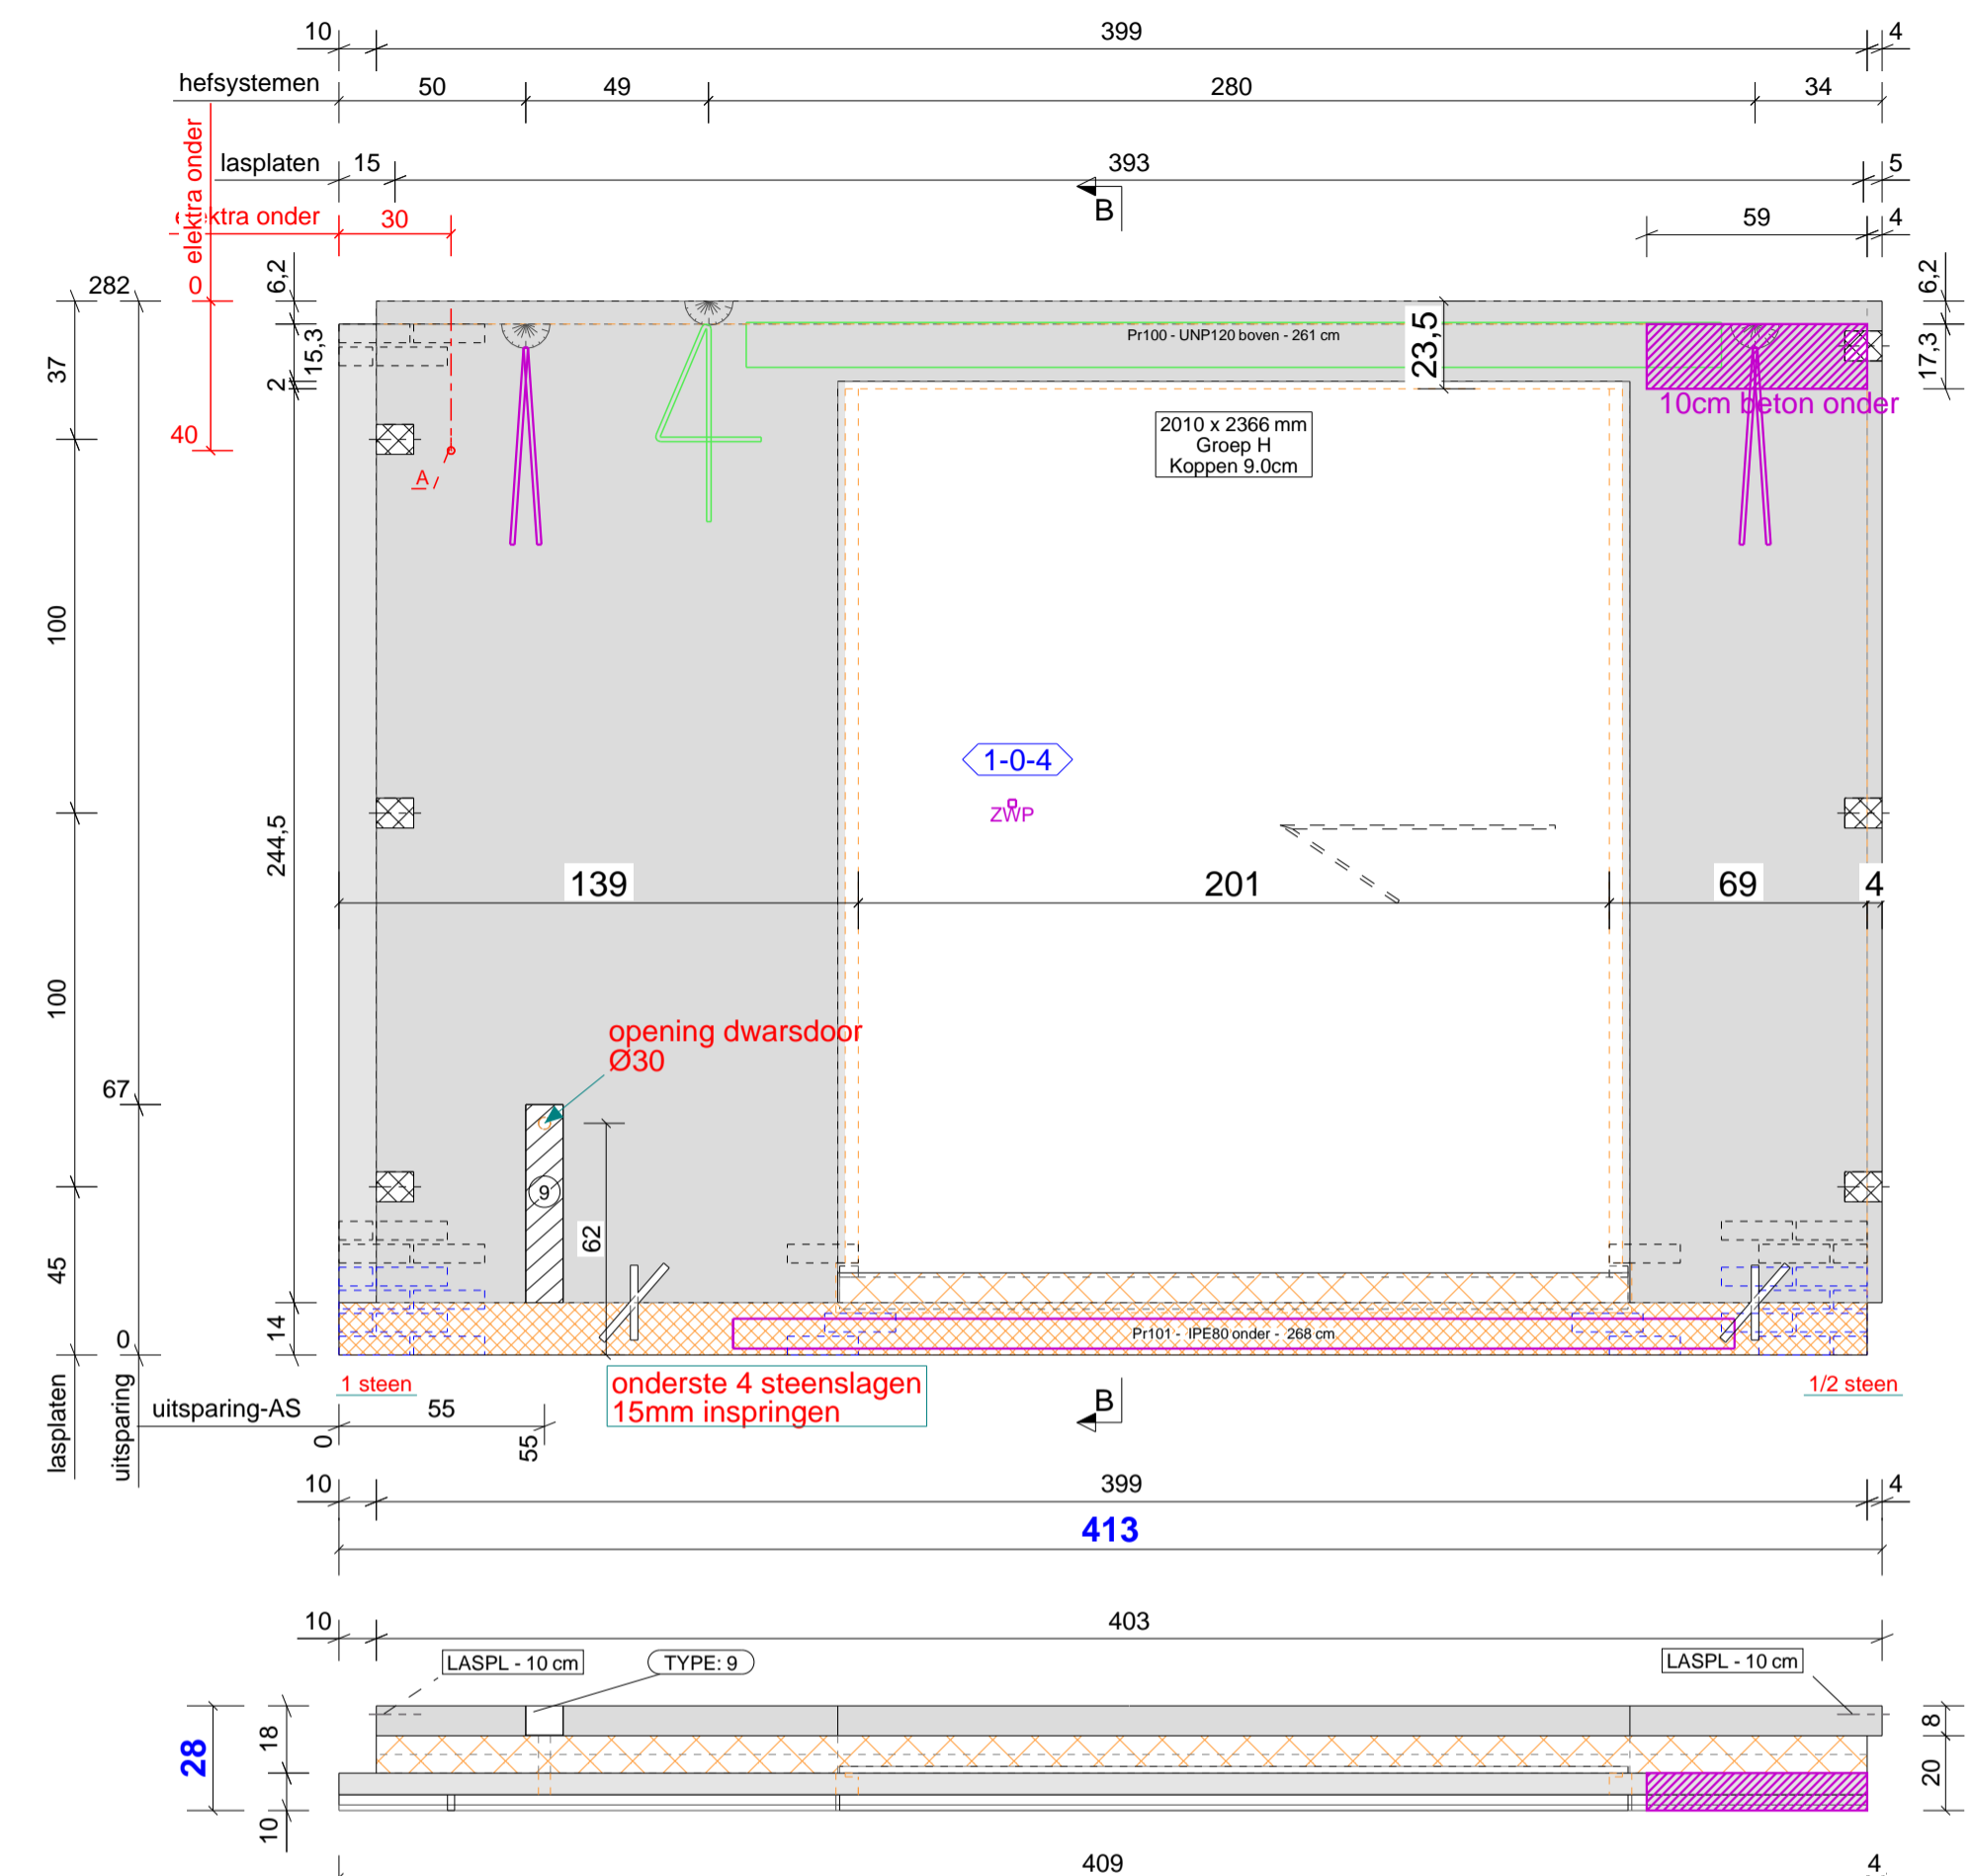 10 399 4
hefsystemen 50 49 280 34
lasplaten 15 393 5
elektra onder
ktra onder 30
B
59 4
0
282
6,2
6,2
37
15,3
2
23,5
17,3
Pr100 - UNP120 boven - 261 cm
10cm beton onder
40
A
2010 x 2366 mm
Groep H
Koppen 9.0cm
100
1-0-4
ZWP
244,5
139 201 69 4
100
opening dwarsdoor
Ø30
67
9
62
45
14
0
Pr101 - IPE80 onder - 268 cm
1 steen
onderste 4 steenslagen
15mm inspringen
1/2 steen
B
lasplaten
uitsparing
uitsparing-AS 55
0
55
10 399 4
413
10 403
LASPL - 10 cm
TYPE: 9
LASPL - 10 cm
28
18
10
8
20
409 4